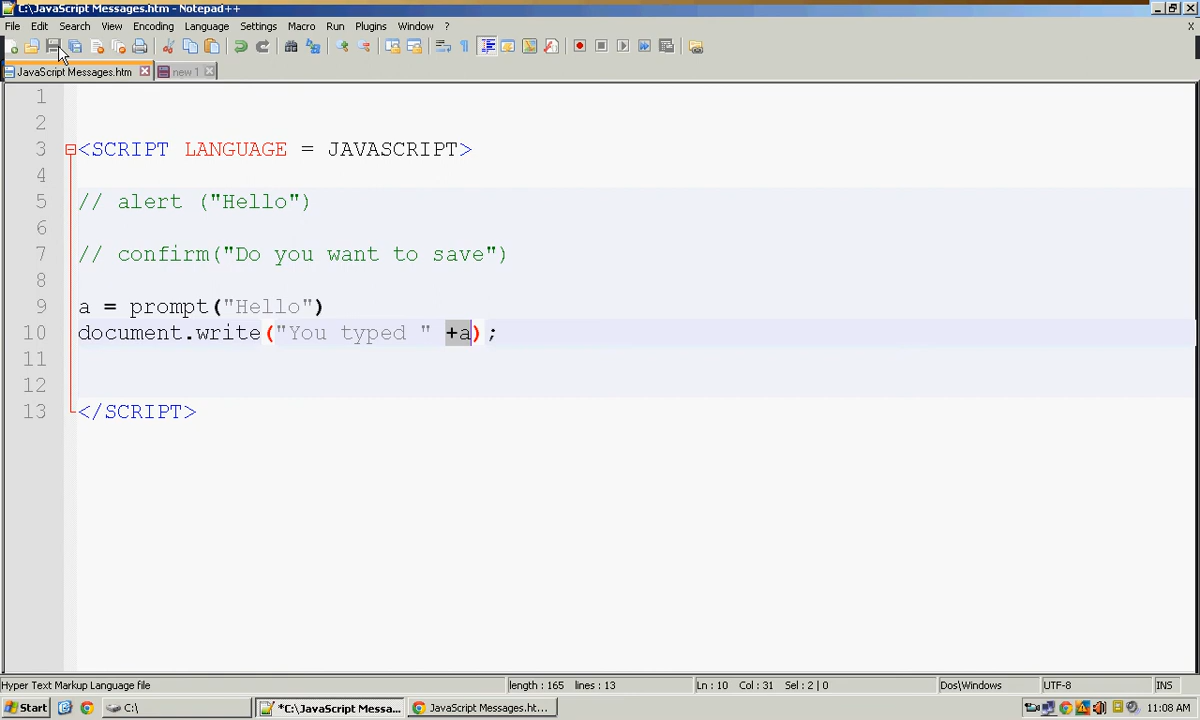 C:\JavaScript Messages.htm - Notepad++
File Edit Search View Encoding Language Settings Macro Run Plugins Window ?
JavaScript Messages.htm new 1
1
2
3 <SCRIPT LANGUAGE = JAVASCRIPT>
4
5 // alert ("Hello")
6
7 // confirm("Do you want to save")
8
9 a = prompt("Hello")
10 document.write("You typed " +a);
11
12
13 </SCRIPT>
Hyper Text Markup Language file length : 165 lines : 13 Ln : 10 Col : 31 Sel : 2 | 0 Dos\Windows UTF-8 INS
Start C:\ *C:\JavaScript Messa... JavaScript Messages.ht... 11:08 AM